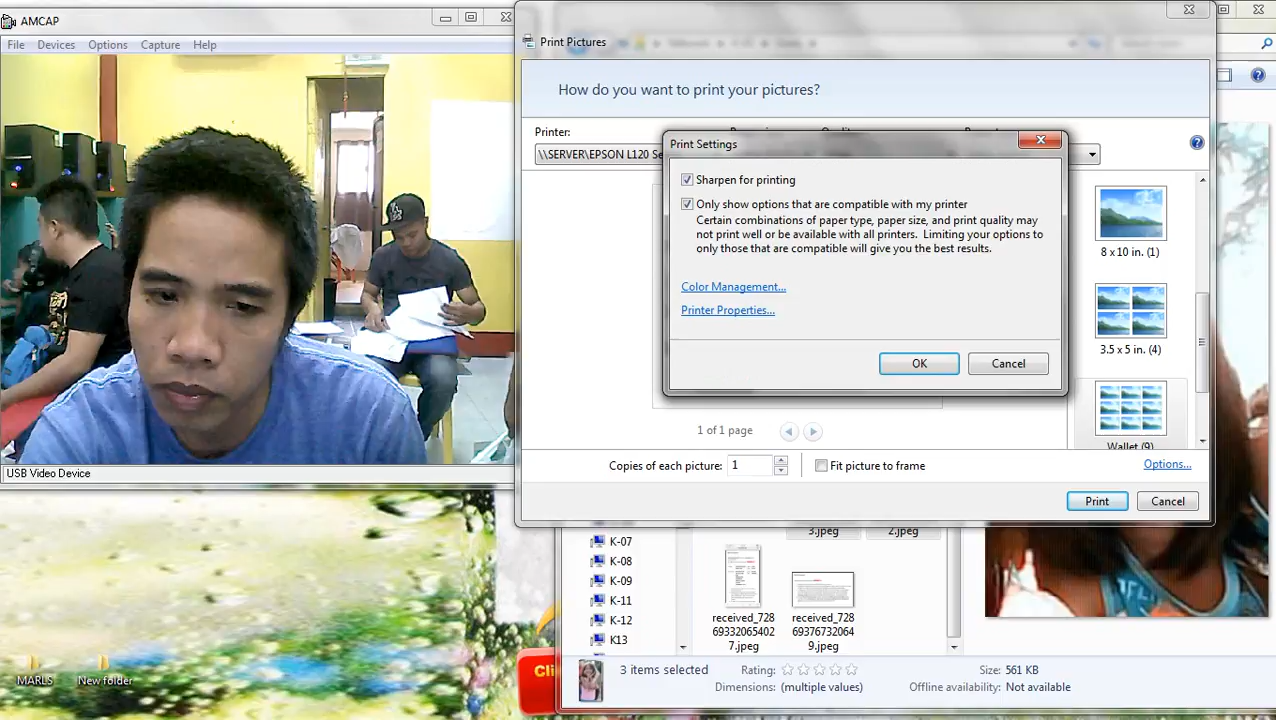 AMCAP
File Devices Options Capture Help
USB Video Device
MARLS
New folder
Print Pictures
How do you want to print your pictures?
Printer:
\\SERVER\EPSON L120 Se
Print Settings
Sharpen for printing
Only show options that are compatible with my printer
Certain combinations of paper type, paper size, and print quality may
not print well or be available with all printers. Limiting your options to
only those that are compatible will give you the best results.
Color Management...
Printer Properties...
OK Cancel
8 x 10 in. (1)
3.5 x 5 in. (4)
Wallet (9)
1 of 1 page
Copies of each picture: 1
Fit picture to frame
Options...
Print Cancel
3.jpeg 2.jpeg
K-07
K-08
K-09
K-11
K-12
K13
received_728
69332065402
7.jpeg
received_728
69376732064
9.jpeg
Cli
3 items selected
Rating:
Size: 561 KB
Dimensions: (multiple values)
Offline availability: Not available